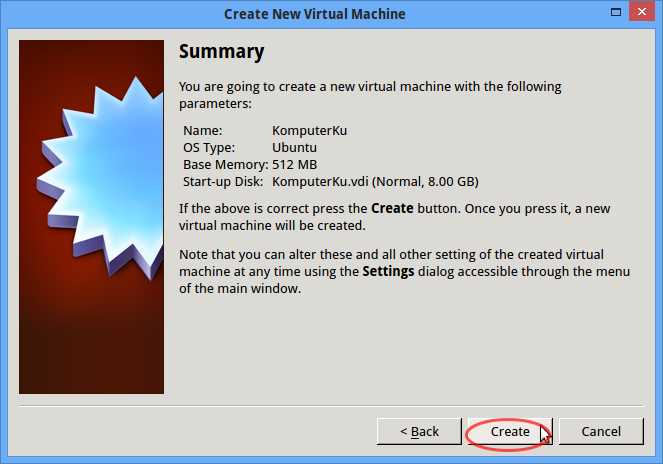 Create New Virtual Machine
Summary
You are going to create a new virtual machine with the following
parameters:
Name: KomputerKu
OS Type: Ubuntu
Base Memory: 512 MB
Start-up Disk: KomputerKu.vdi (Normal, 8.00 GB)
If the above is correct press the Create button. Once you press it, a new
virtual machine will be created.
Note that you can alter these and all other setting of the created virtual
machine at any time using the Settings dialog accessible through the menu
of the main window.
< Back Create Cancel